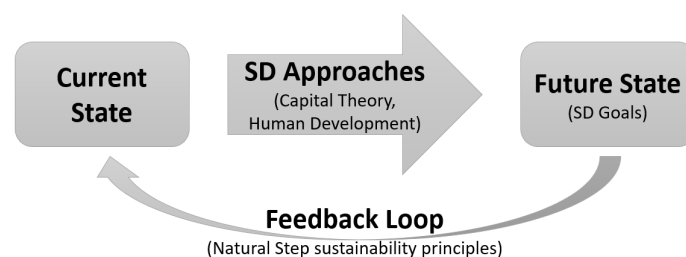 Current
State
SD Approaches
(Capital Theory,
Human Development)
Future State
(SD Goals)
Feedback Loop
(Natural Step sustainability principles)